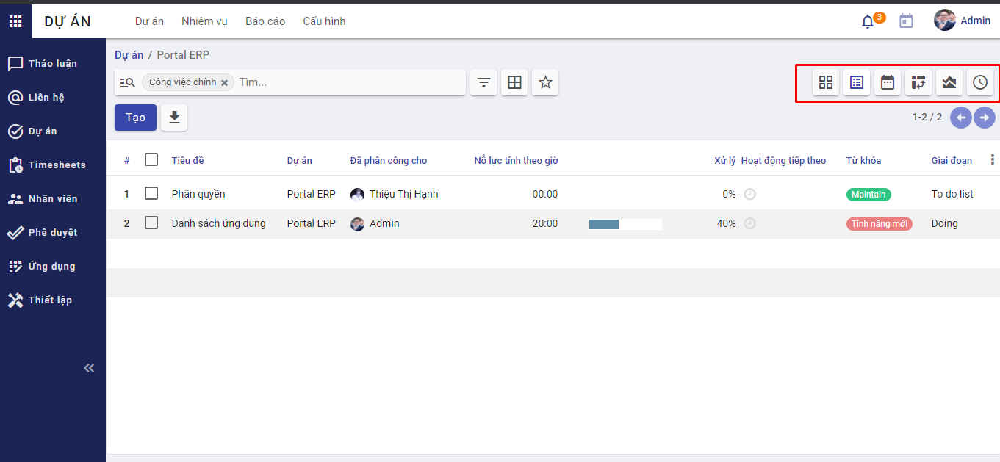 DỰ ÁN Dự án Nhiệm vụ Báo cáo Cấu hình 3 Admin
Thảo luận
Liên hệ
Dự án
Timesheets
Nhân viên
Phê duyệt
Ứng dụng
Thiết lập
Dự án / Portal ERP
Công việc chính Tìm...
Tạo 1-2 / 2
# Tiêu đề Dự án Đã phân công cho Nỗ lực tính theo giờ Xử lý Hoạt động tiếp theo Từ khóa Giai đoạn
1 Phân quyền Portal ERP Thiệu Thị Hạnh 00:00 0% Maintain To do list
2 Danh sách ứng dụng Portal ERP Admin 20:00 40% Tính năng mới Doing